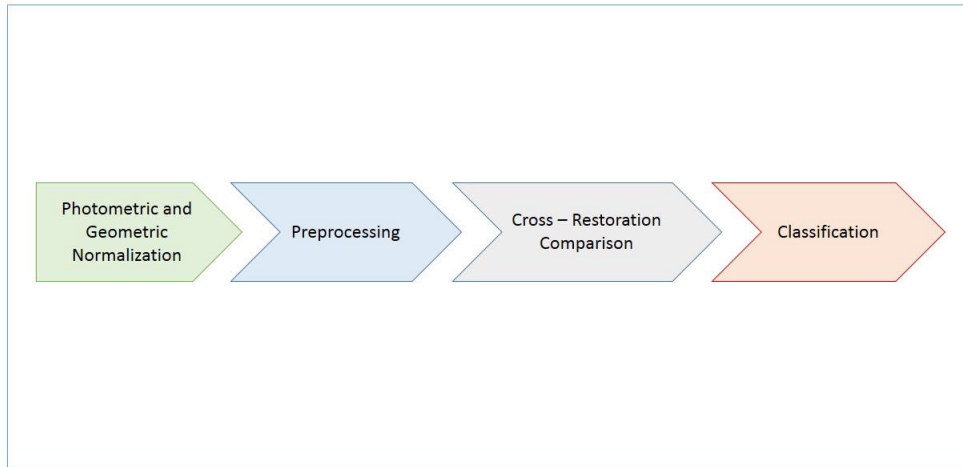 Photometric and
Geometric
Normalization
Preprocessing
Cross – Restoration
Comparison
Classification